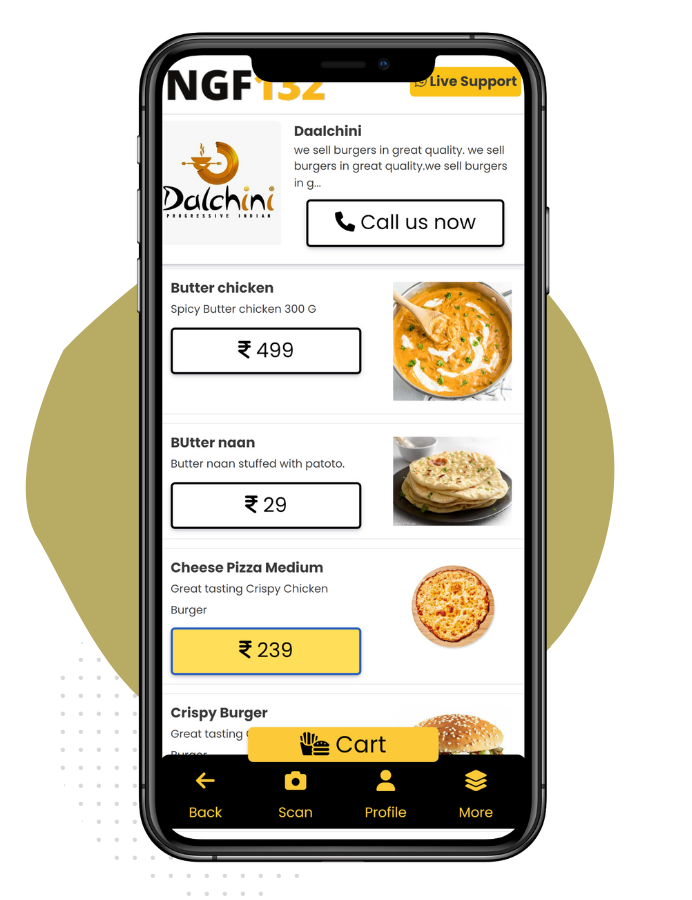 NGF132
Live Support
Daalchini
we sell burgers in great quality. we sell
burgers in great quality.we sell burgers
in g...
Dalchini
PROGRESSIVE INDIAN
Call us now
Butter chicken
Spicy Butter chicken 300 G
₹ 499
BUtter naan
Butter naan stuffed with patoto.
₹ 29
Cheese Pizza Medium
Great tasting Crispy Chicken
Burger
₹ 239
Crispy Burger
Great tasting
Burger
Cart
Back
Scan
Profile
More